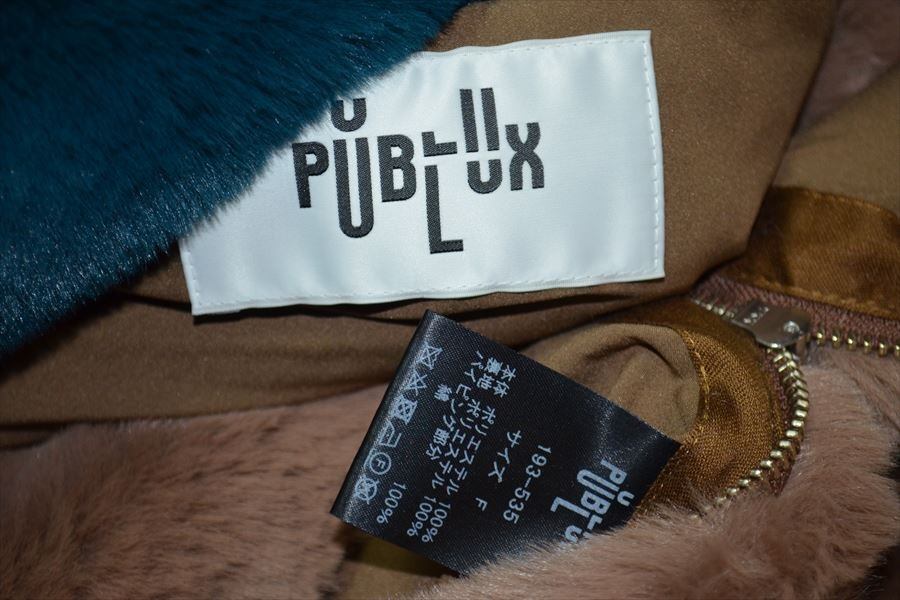 PUBLUX
PUBLUX
193-535
サイズ F
本体 ポリエステル 100%
裏地 ポリエステル 100%
パイピング部分
綿 100%
F